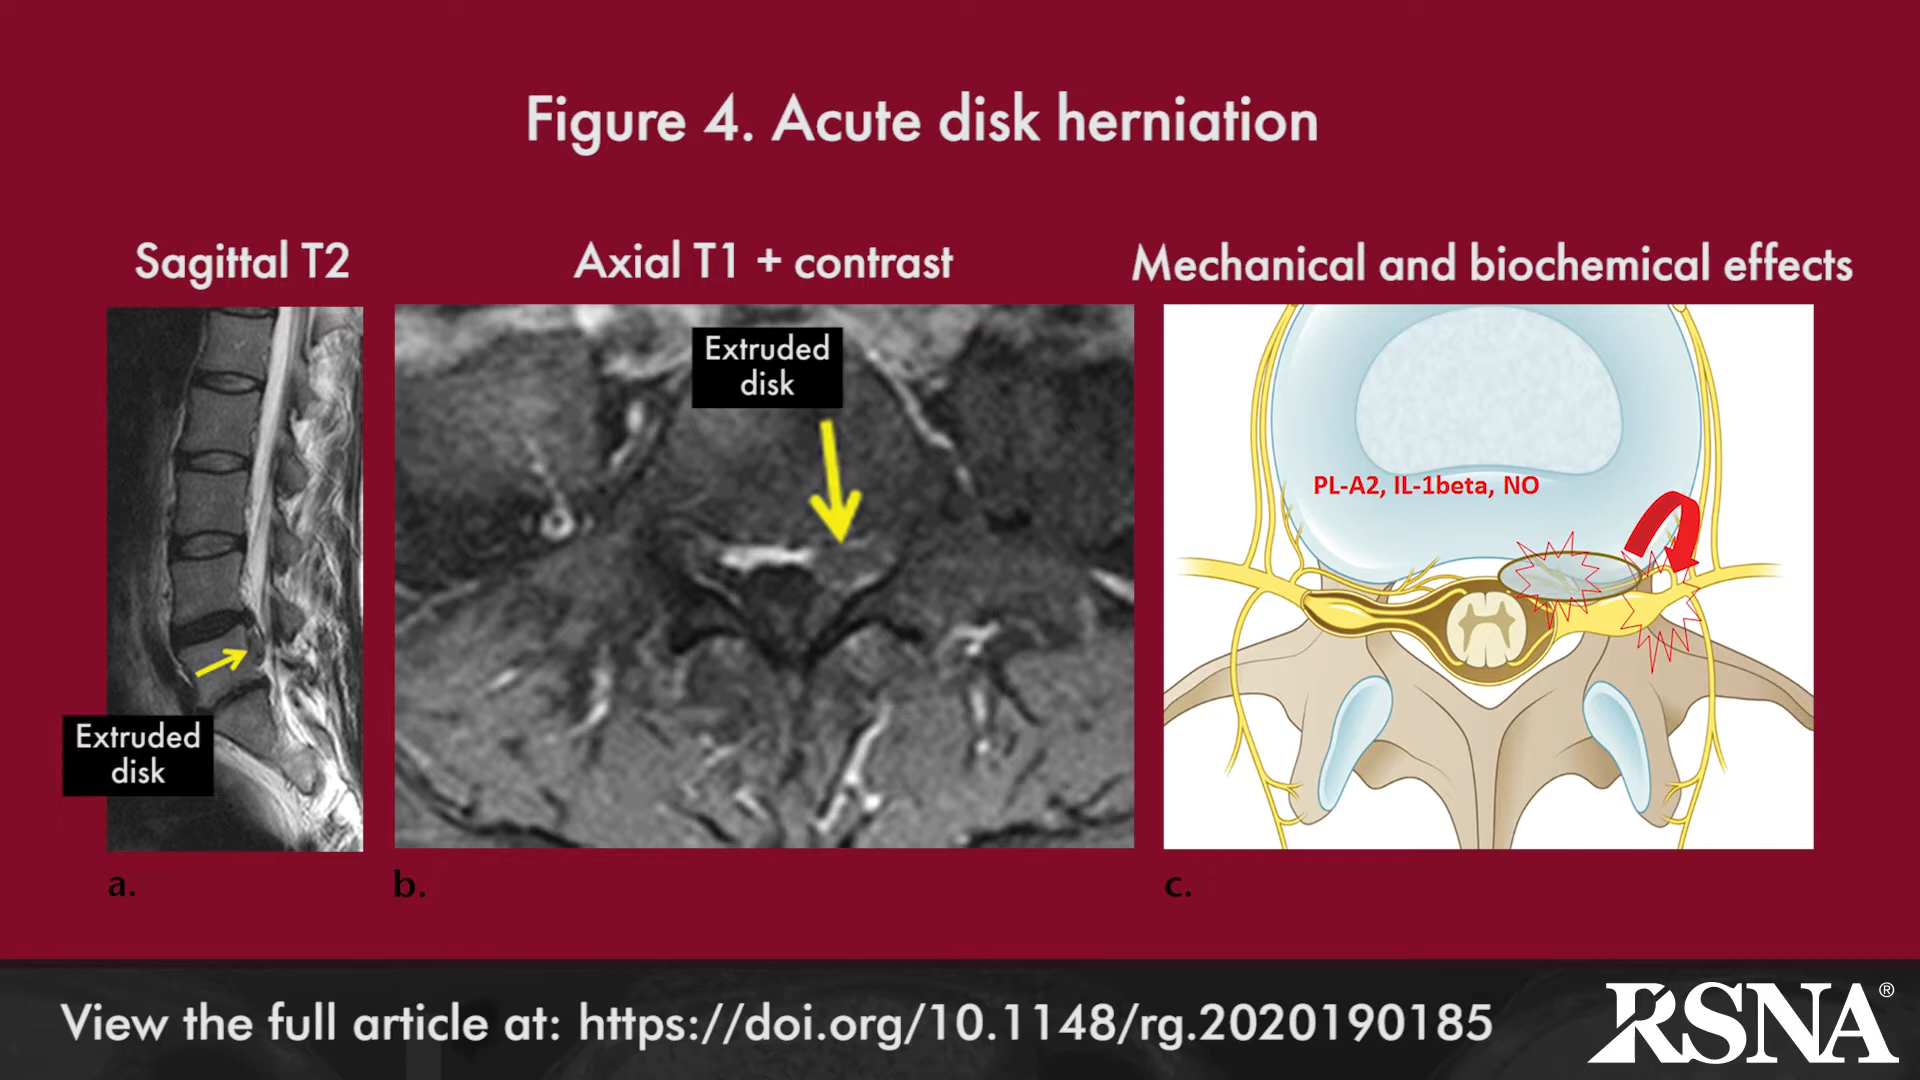 Figure 4. Acute disk herniation
Sagittal T2
Axial T1 + contrast
Mechanical and biochemical effects
Extruded
disk
Extruded
disk
PL-A2, IL-1beta, NO
a.
b.
c.
View the full article at: https://doi.org/10.1148/rg.2020190185
RSNA®